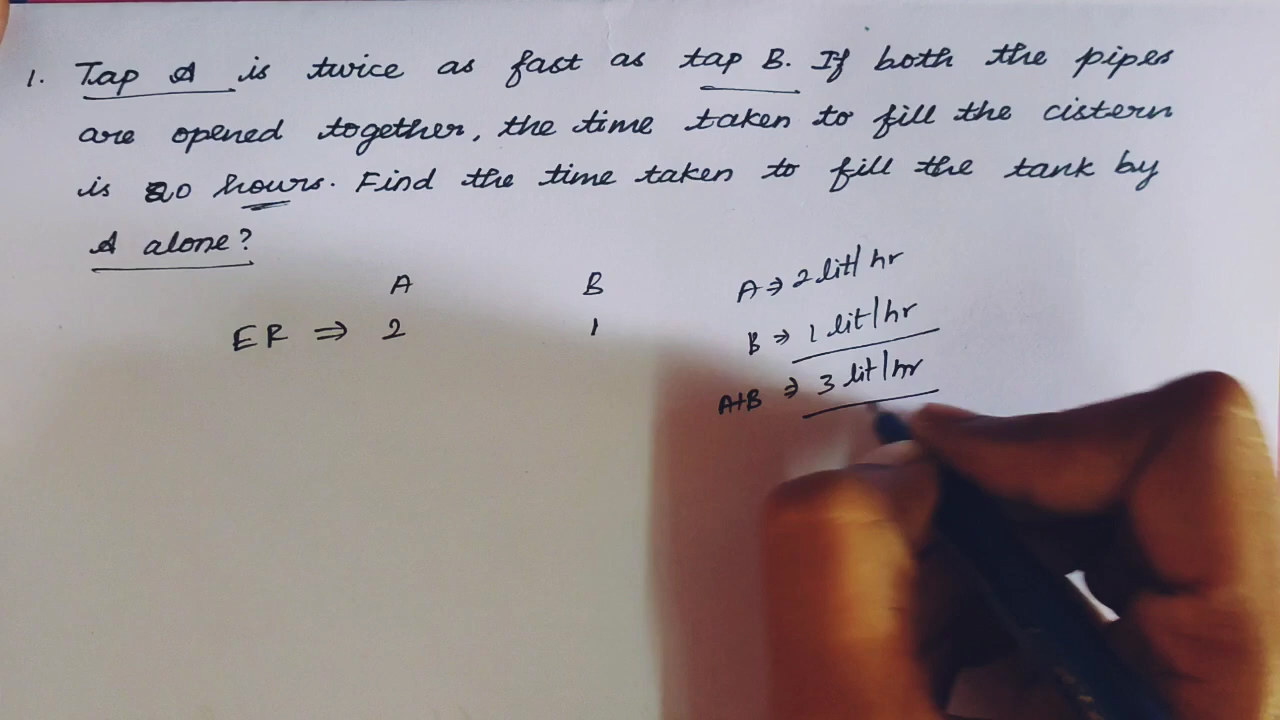 1. Tap A is twice as fast as tap B. If both the pipes
are opened together, the time taken to fill the cistern
is 20 hours. Find the time taken to fill the tank by
A alone?
A B
ER ⇒ 2 1
A ⇒ 2 lit/hr
B ⇒ 1 lit/hr
A+B ⇒ 3 lit/hr